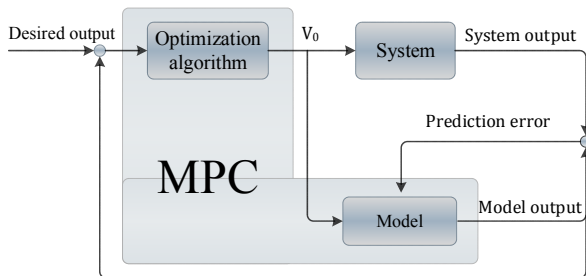 Desired output
Optimization
algorithm
V₀
System
System output
Prediction error
MPC
Model
Model output